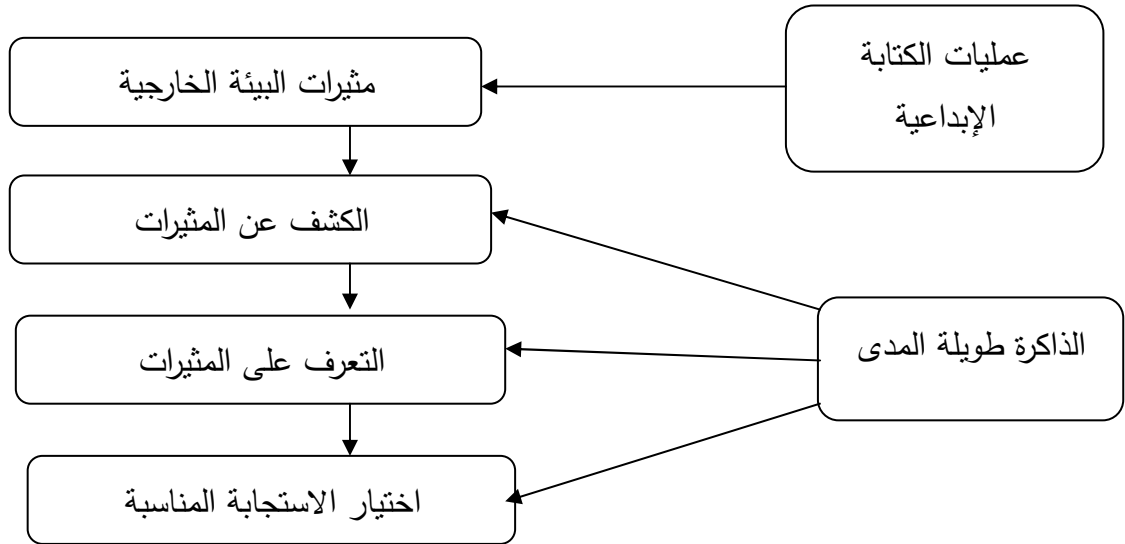 عمليات الكتابة
الإبداعية
مثيرات البيئة الخارجية
الكشف عن المثيرات
التعرف على المثيرات
الذاكرة طويلة المدى
اختيار الاستجابة المناسبة